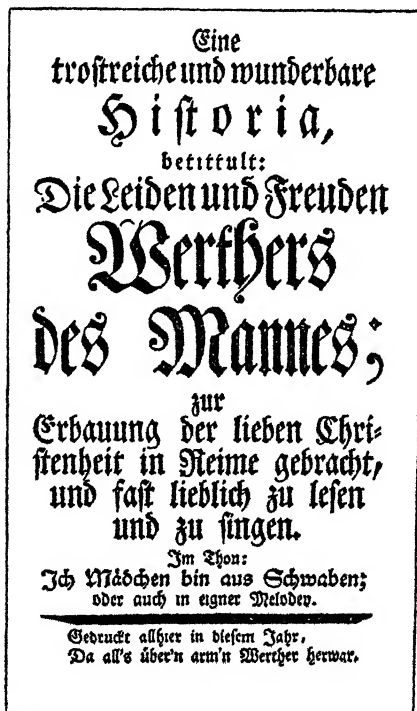 Eine
trostreiche und wunderbare
Historia,
betittult:
Die Leiden und Freuden
Werthers
des Mannes;
zur
Erbauung der lieben Chri-
stenheit in Reime gebracht,
und fast lieblich zu lesen
und zu singen.
Im Thon:
Ich Mädchen bin aus Schwaben;
oder auch in eigner Melodey.
Gedruckt allhier in diesem Jahr,
Da all's über'n arm'n Werther herwar.